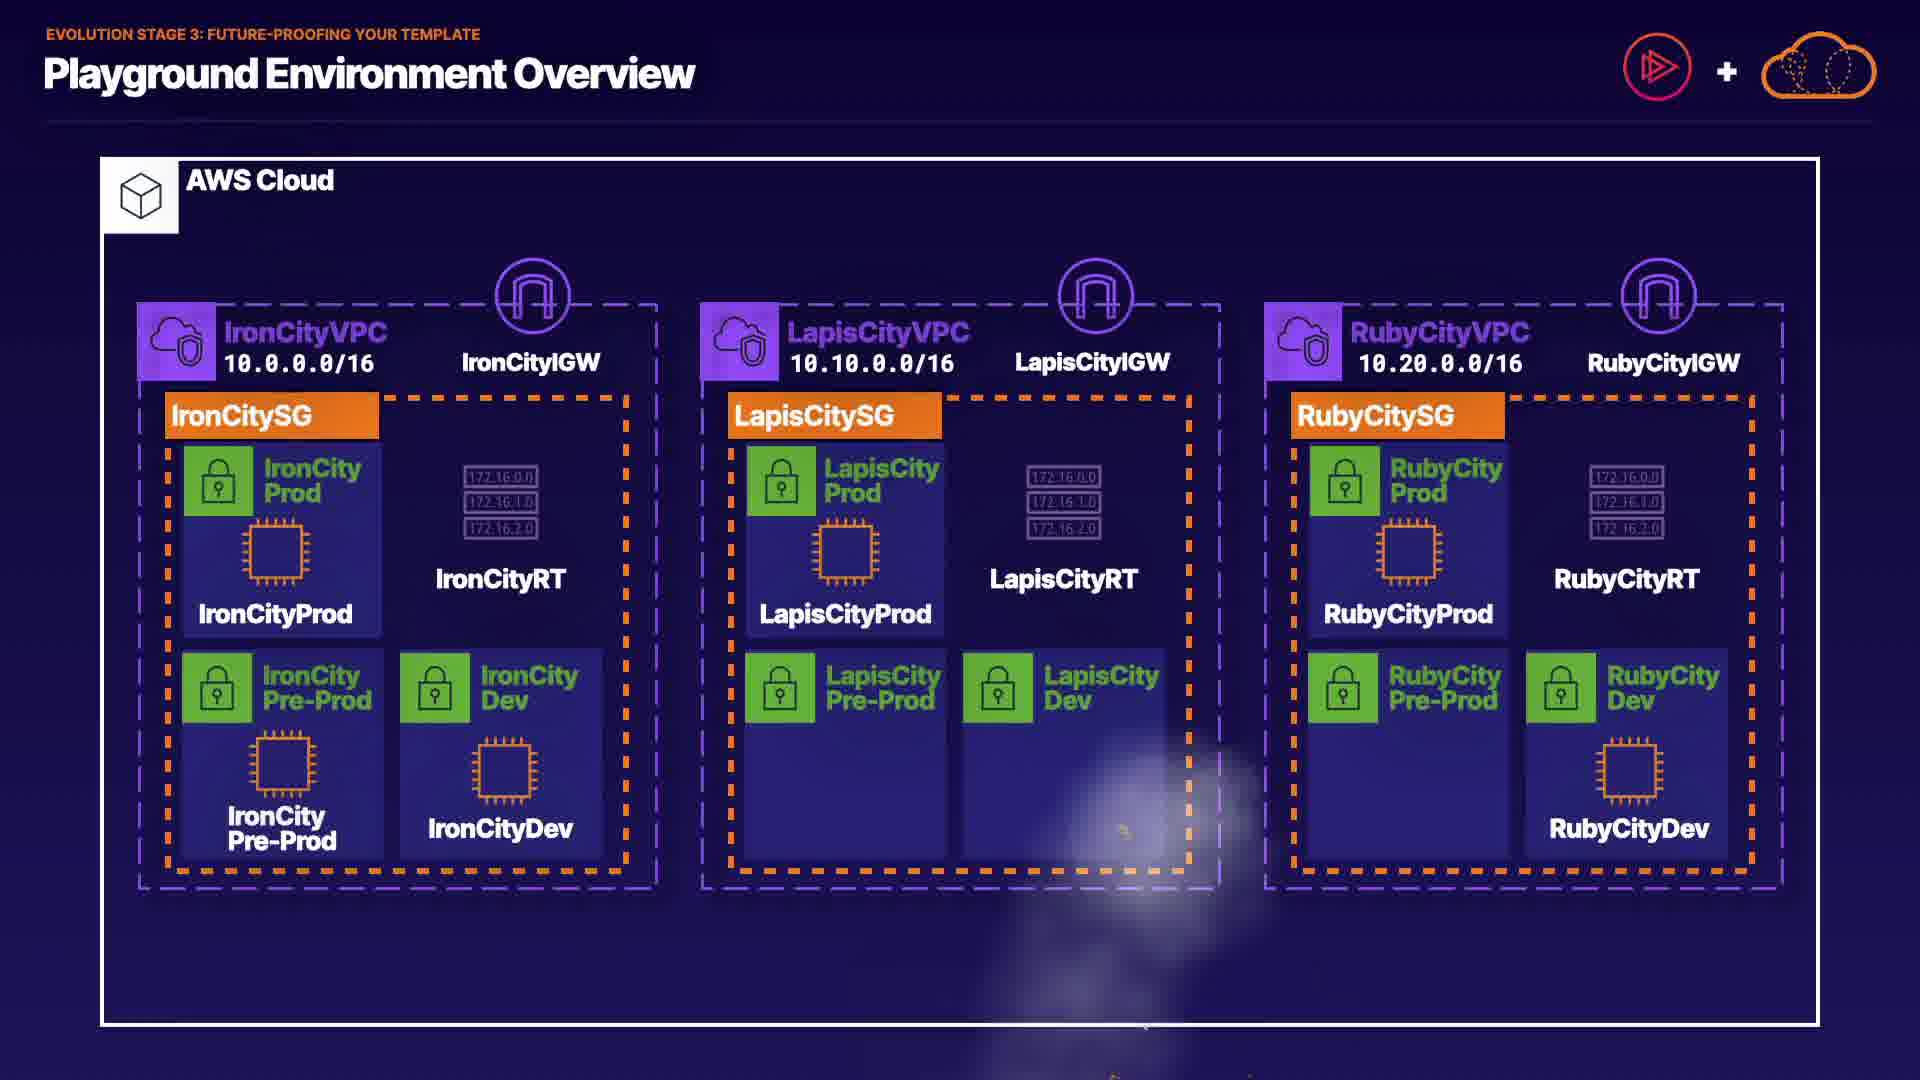 EVOLUTION STAGE 3: FUTURE-PROOFING YOUR TEMPLATE
Playground Environment Overview
AWS Cloud
IronCityVPC
10.0.0.0/16
IronCityIGW
IronCitySG
IronCity
Prod
IronCityProd
172.16.0.0
172.16.1.0
172.16.2.0
IronCityRT
IronCity
Pre-Prod
IronCity
Pre-Prod
IronCity
Dev
IronCityDev
LapisCityVPC
10.10.0.0/16
LapisCityIGW
LapisCitySG
LapisCity
Prod
LapisCityProd
172.16.0.0
172.16.1.0
172.16.2.0
LapisCityRT
LapisCity
Pre-Prod
LapisCity
Dev
RubyCityVPC
10.20.0.0/16
RubyCityIGW
RubyCitySG
RubyCity
Prod
RubyCityProd
172.16.0.0
172.16.1.0
172.16.2.0
RubyCityRT
RubyCity
Pre-Prod
RubyCity
Dev
RubyCityDev